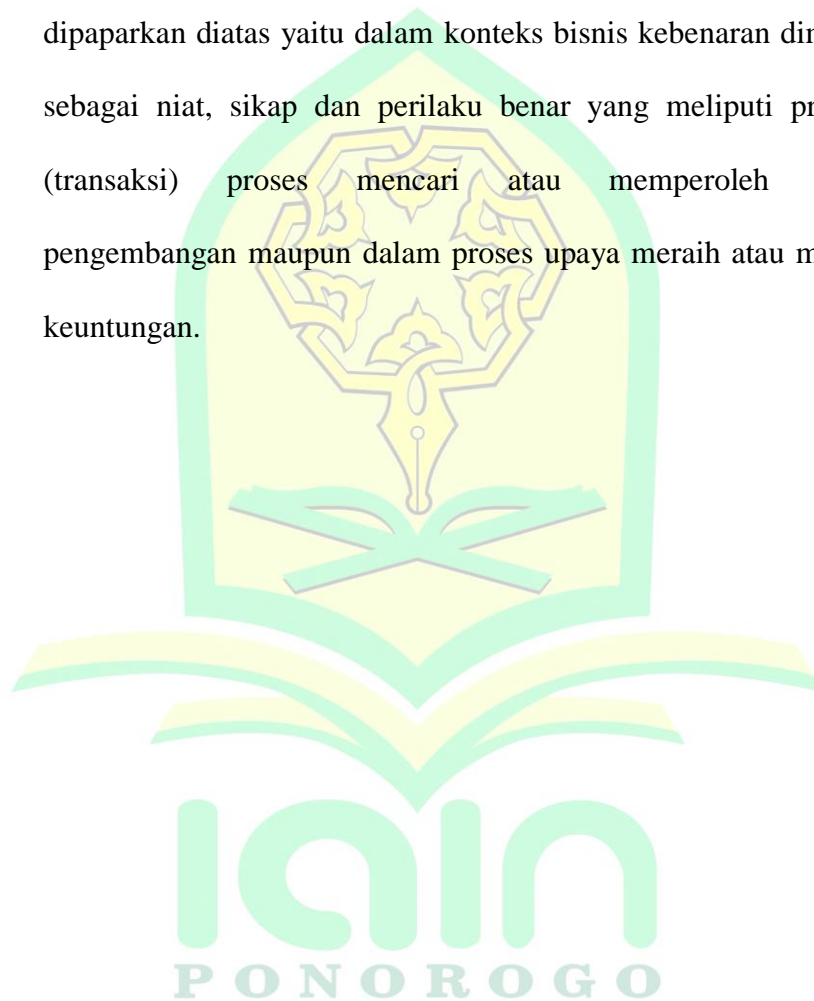 dipaparkan diatas yaitu dalam konteks bisnis kebenaran
sebagai niat, sikap dan perilaku benar yang meliputi
(transaksi) proses mencari atau memperoleh
pengembangan maupun dalam proses upaya meraih atau
keuntungan.
iain
PONOROGO